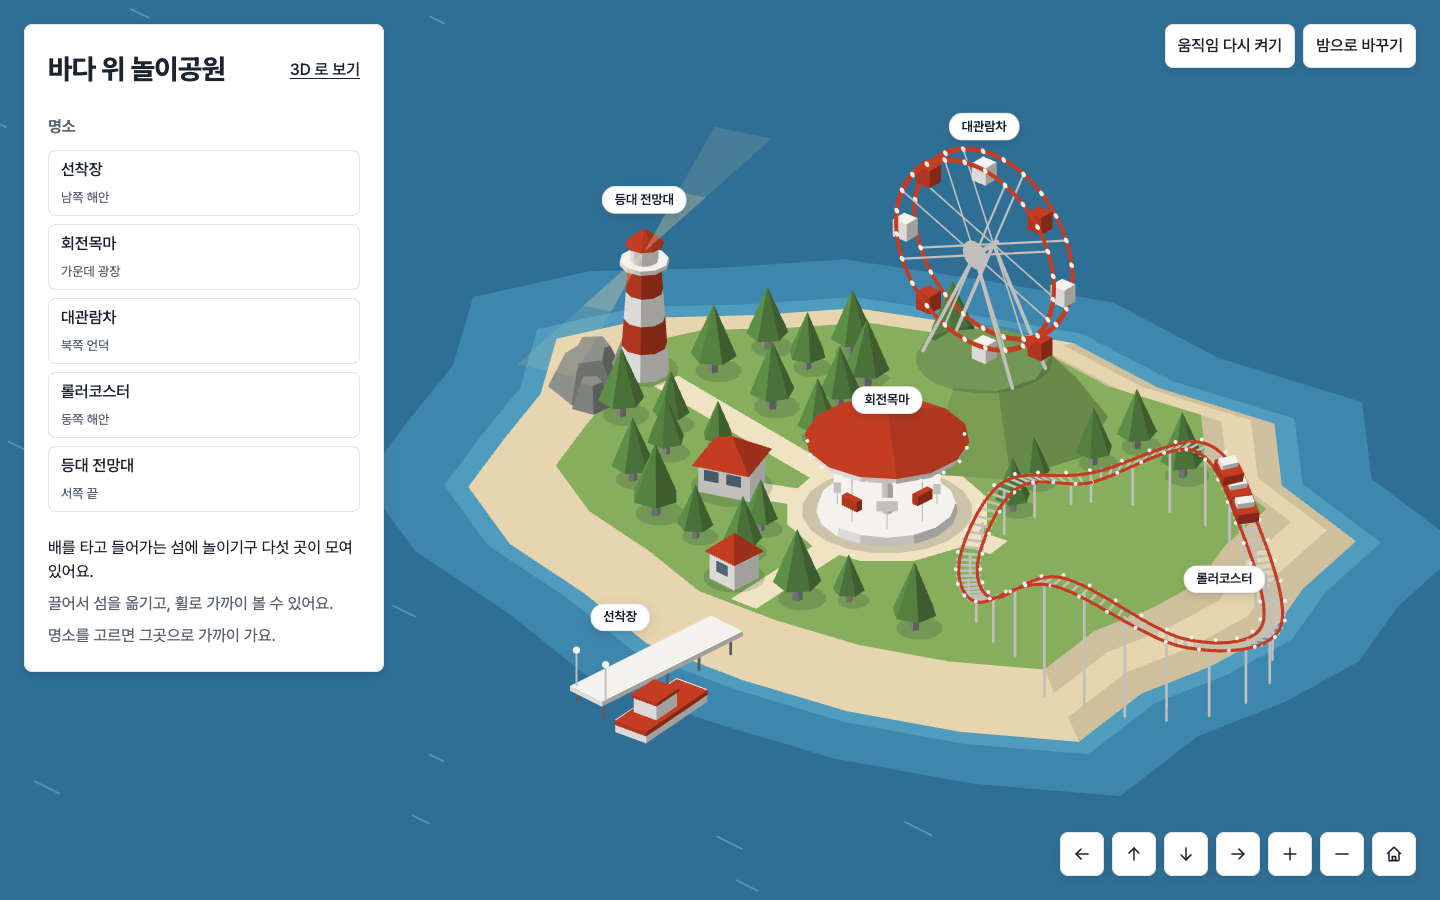 바다 위 놀이공원
3D 로 보기
명소
선착장
남쪽 해안
회전목마
가운데 광장
대관람차
북쪽 언덕
롤러코스터
동쪽 해안
등대 전망대
서쪽 끝
배를 타고 들어가는 섬에 놀이기구 다섯 곳이 모여
있어요.
끌어서 섬을 옮기고, 휠로 가까이 볼 수 있어요.
명소를 고르면 그곳으로 가까이 가요.
움직임 다시 켜기
밤으로 바꾸기
대관람차
등대 전망대
회전목마
롤러코스터
선착장